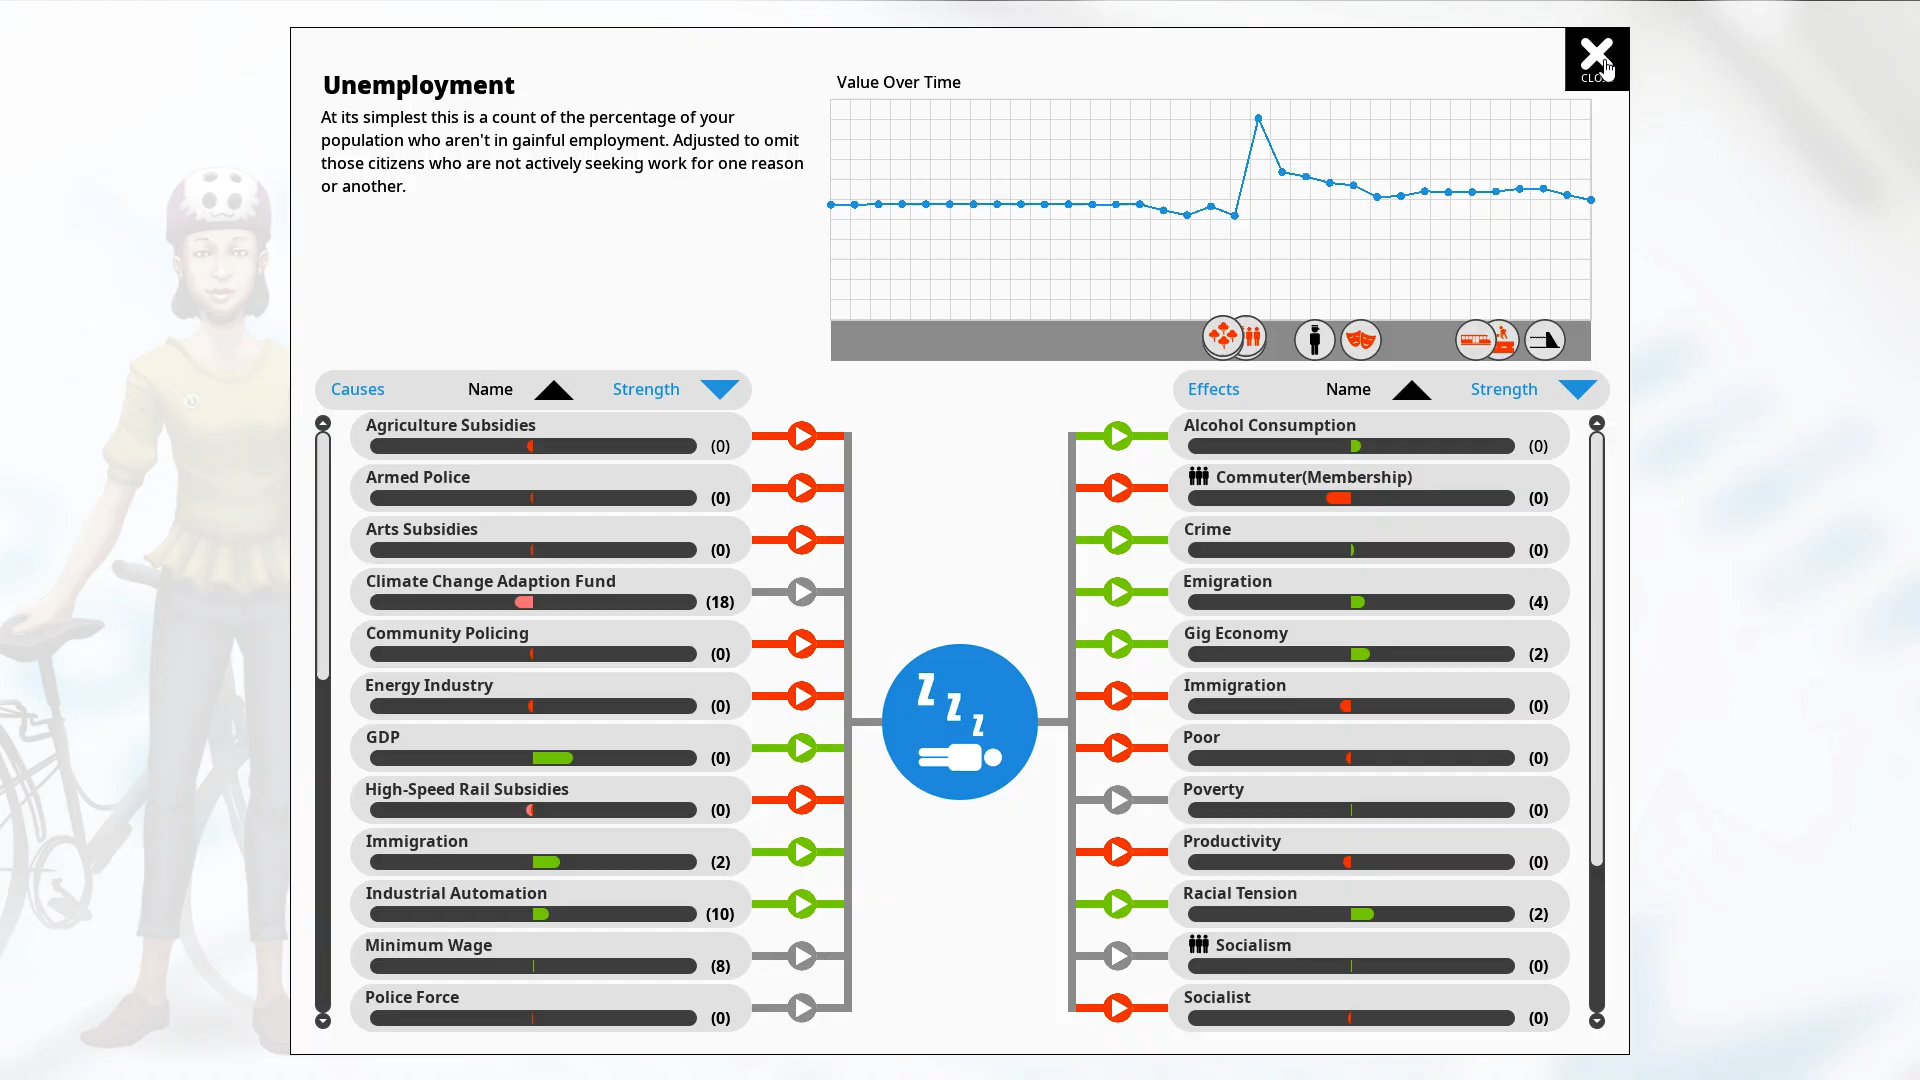 Unemployment
At its simplest this is a count of the percentage of your
population who aren't in gainful employment. Adjusted to omit
those citizens who are not actively seeking work for one reason
or another.
Value Over Time
Causes Name Strength
Agriculture Subsidies
(0)
Armed Police
(0)
Arts Subsidies
(0)
Climate Change Adaption Fund
(18)
Community Policing
(0)
Energy Industry
(0)
GDP
(0)
High-Speed Rail Subsidies
(0)
Immigration
(2)
Industrial Automation
(10)
Minimum Wage
(8)
Police Force
(0)
Z
Z
Z
Effects Name Strength
Alcohol Consumption
(0)
Commuter(Membership)
(0)
Crime
(0)
Emigration
(4)
Gig Economy
(2)
Immigration
(0)
Poor
(0)
Poverty
(0)
Productivity
(0)
Racial Tension
(2)
Socialism
(0)
Socialist
(0)